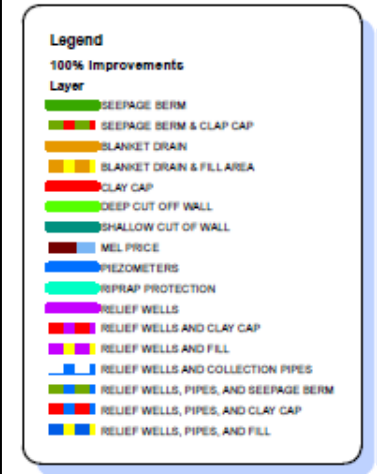 Legend
100% Improvements
Layer
SEEPAGE BERM
SEEPAGE BERM & CLAP CAP
BLANKET DRAIN
BLANKET DRAIN & FILL AREA
CLAY CAP
DEEP CUT OFF WALL
SHALLOW CUT OF WALL
MEL PRICE
PIEZOMETERS
RIPRAP PROTECTION
RELIEF WELLS
RELIEF WELLS AND CLAY CAP
RELIEF WELLS AND FILL
RELIEF WELLS AND COLLECTION PIPES
RELIEF WELLS, PIPES, AND SEEPAGE BERM
RELIEF WELLS, PIPES, AND CLAY CAP
RELIEF WELLS, PIPES, AND FILL